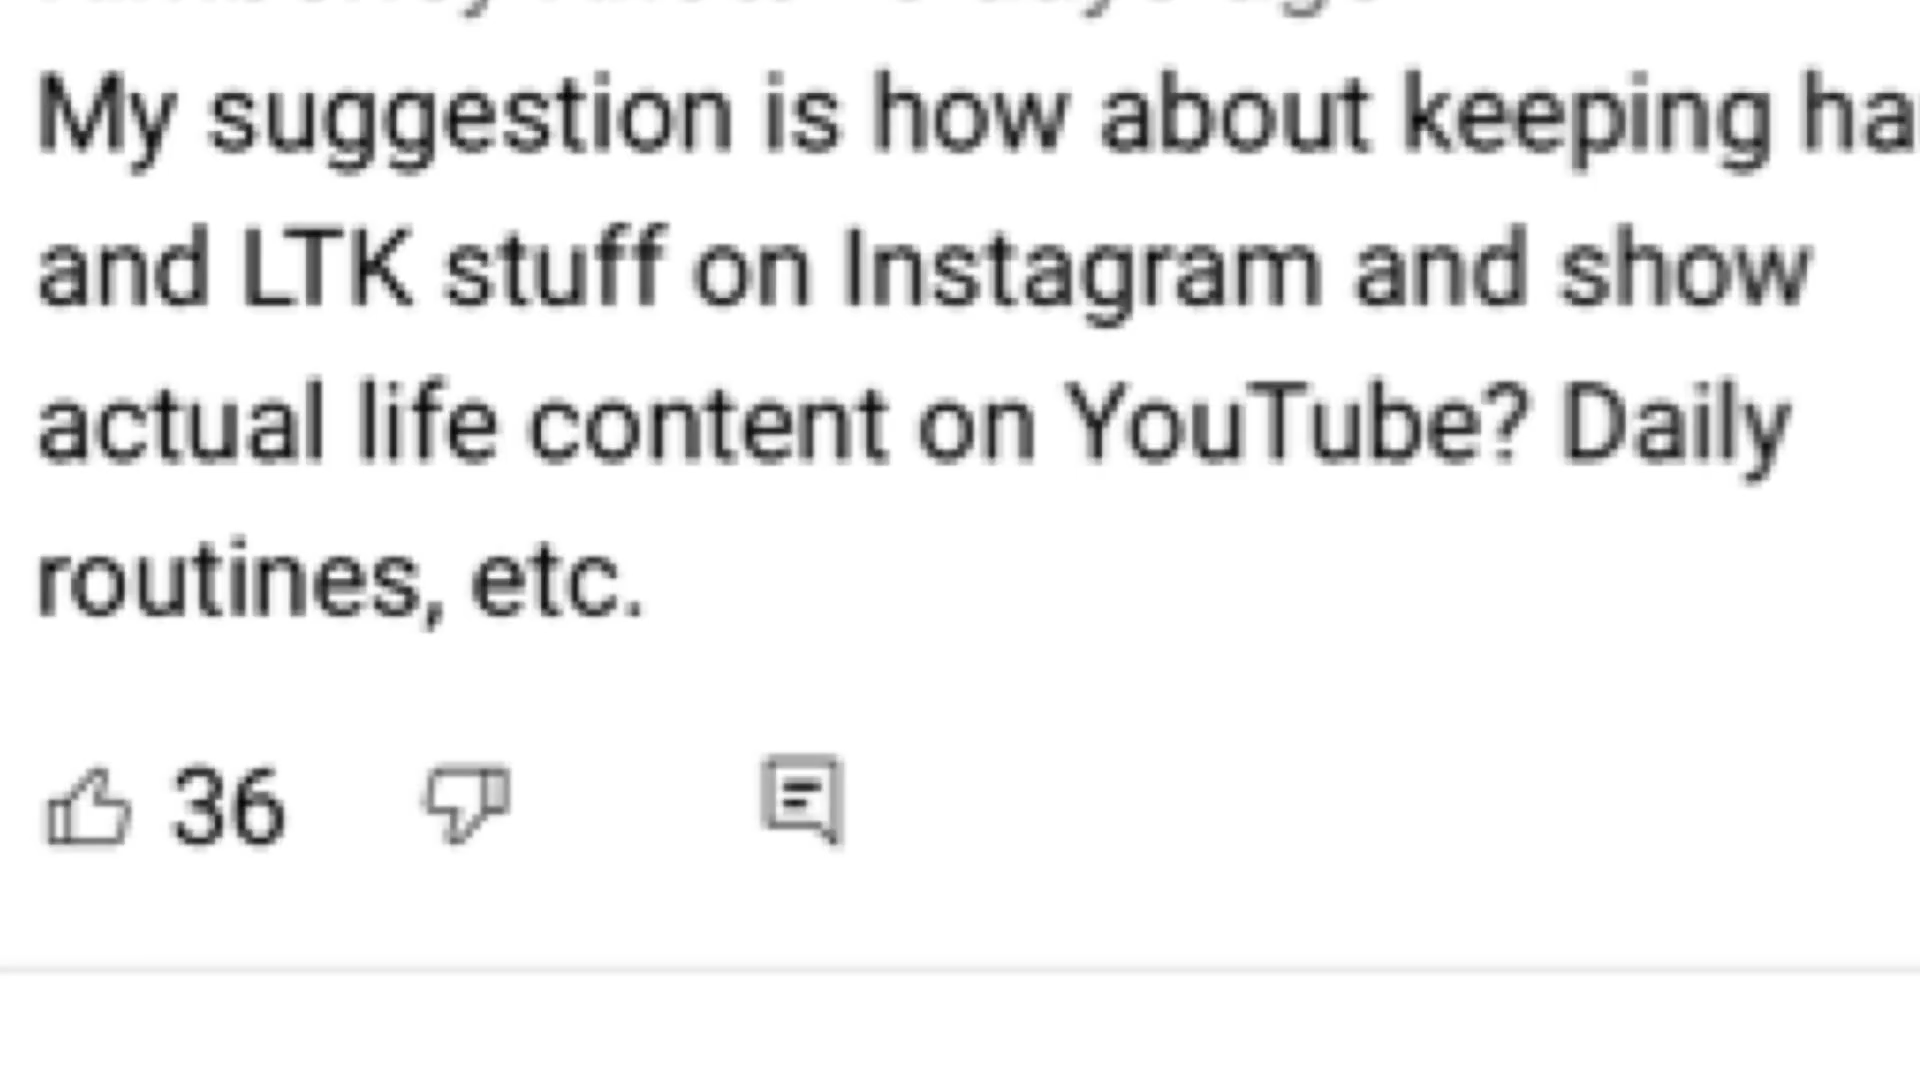 My suggestion is how about keeping
and LTK stuff on Instagram and show
actual life content on YouTube? Daily
routines, etc.
36